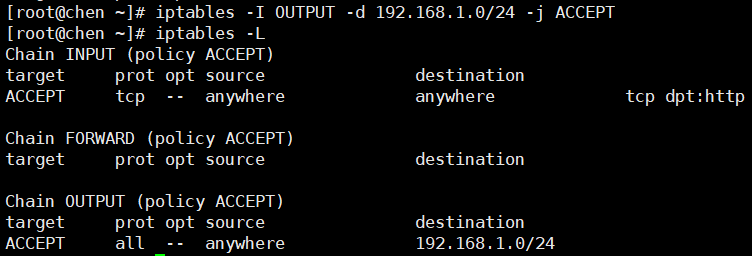 [root@chen ~]# iptables -I OUTPUT -d 192.168.1.0/24 -j ACCEPT
[root@chen ~]# iptables -L
Chain INPUT (policy ACCEPT)
target     prot opt source               destination
ACCEPT     tcp  --  anywhere             anywhere             tcp dpt:http

Chain FORWARD (policy ACCEPT)
target     prot opt source               destination

Chain OUTPUT (policy ACCEPT)
target     prot opt source               destination
ACCEPT     all  --  anywhere             192.168.1.0/24